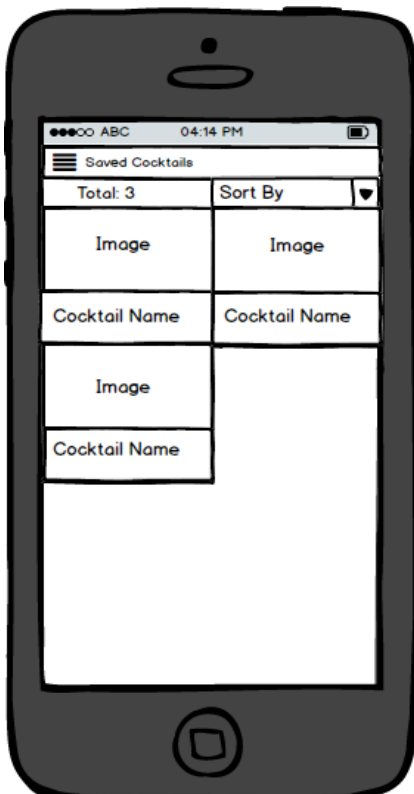 ABC 04:14 PM
Saved Cocktails
Total: 3 Sort By
Image Image
Cocktail Name Cocktail Name
Image
Cocktail Name